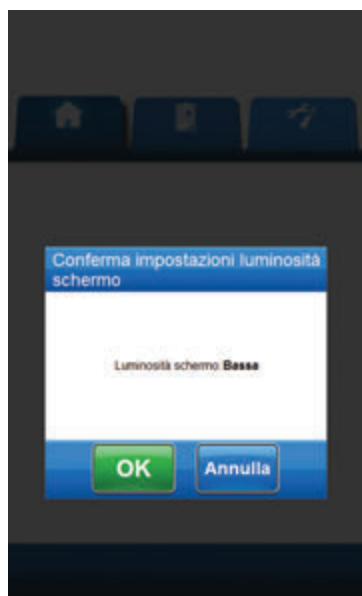 Conferma impostazioni luminosità
schermo
Luminosità schermo:Bassa
OK
Annulla